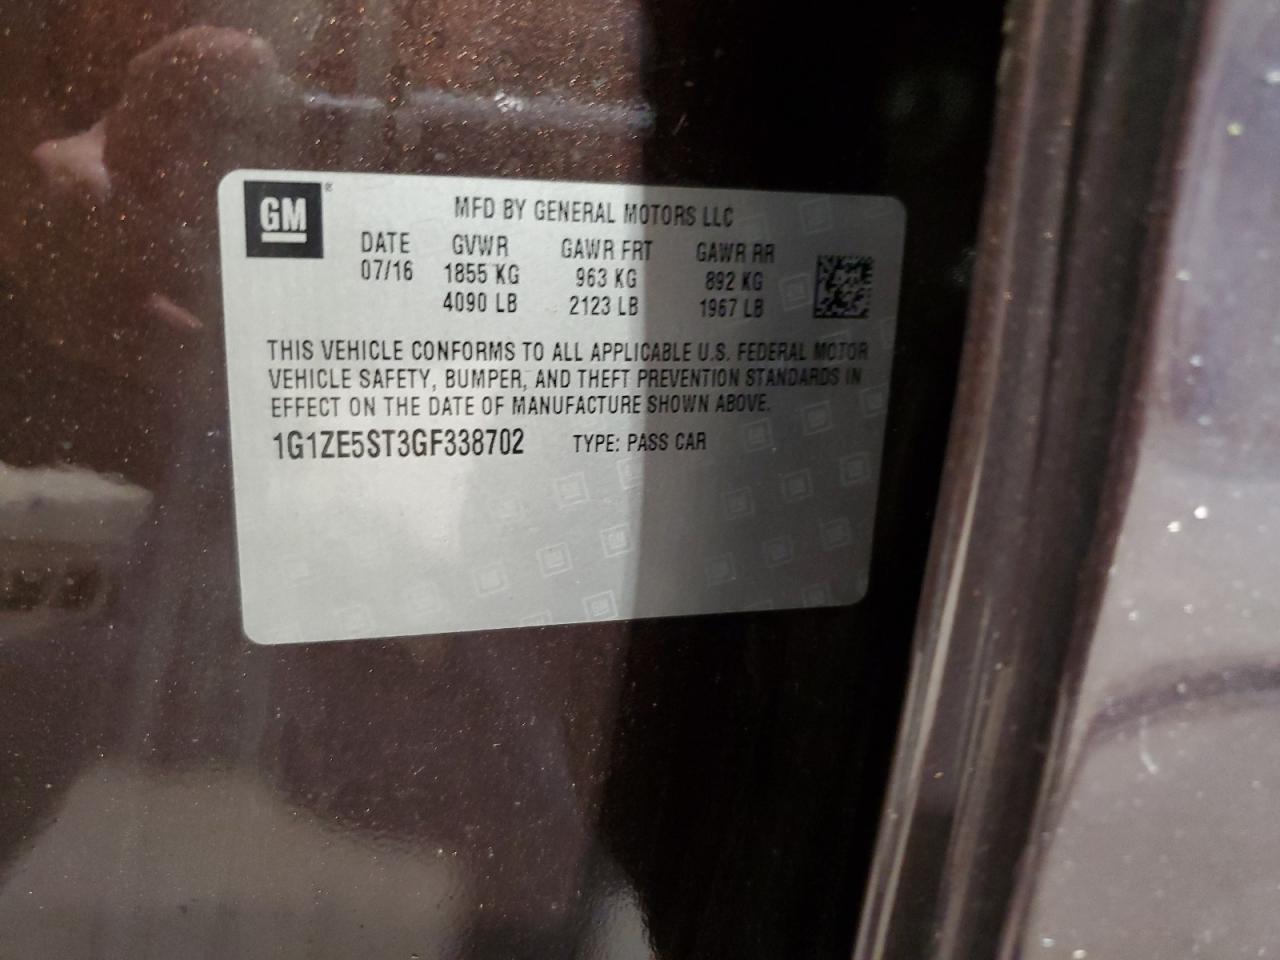 GM®
MFD BY GENERAL MOTORS LLC
DATE GVWR GAWR FRT GAWR RR
07/16 1855 KG 963 KG 892 KG
4090 LB 2123 LB 1967 LB
THIS VEHICLE CONFORMS TO ALL APPLICABLE U.S. FEDERAL MOTOR
VEHICLE SAFETY, BUMPER, AND THEFT PREVENTION STANDARDS IN
EFFECT ON THE DATE OF MANUFACTURE SHOWN ABOVE.
1G1ZE5ST3GF338702 TYPE: PASS CAR